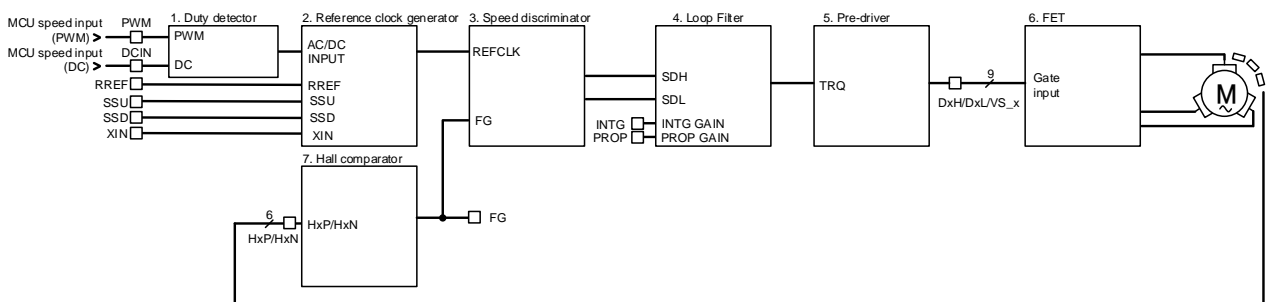 MCU speed input
(PWM)
PWM
MCU speed input
(DC)
DCIN
RREF
SSU
SSD
XIN
1. Duty detector
PWM
DC
2. Reference clock generator
AC/DC
INPUT
RREF
SSU
SSD
XIN
3. Speed discriminator
REFCLK
FG
4. Loop Filter
SDH
SDL
INTG
INTG GAIN
PROP
PROP GAIN
5. Pre-driver
TRQ
9
DxH/DxL/VS_x
6. FET
Gate
input
M
7. Hall comparator
6
HxP/HxN
HxP/HxN
FG